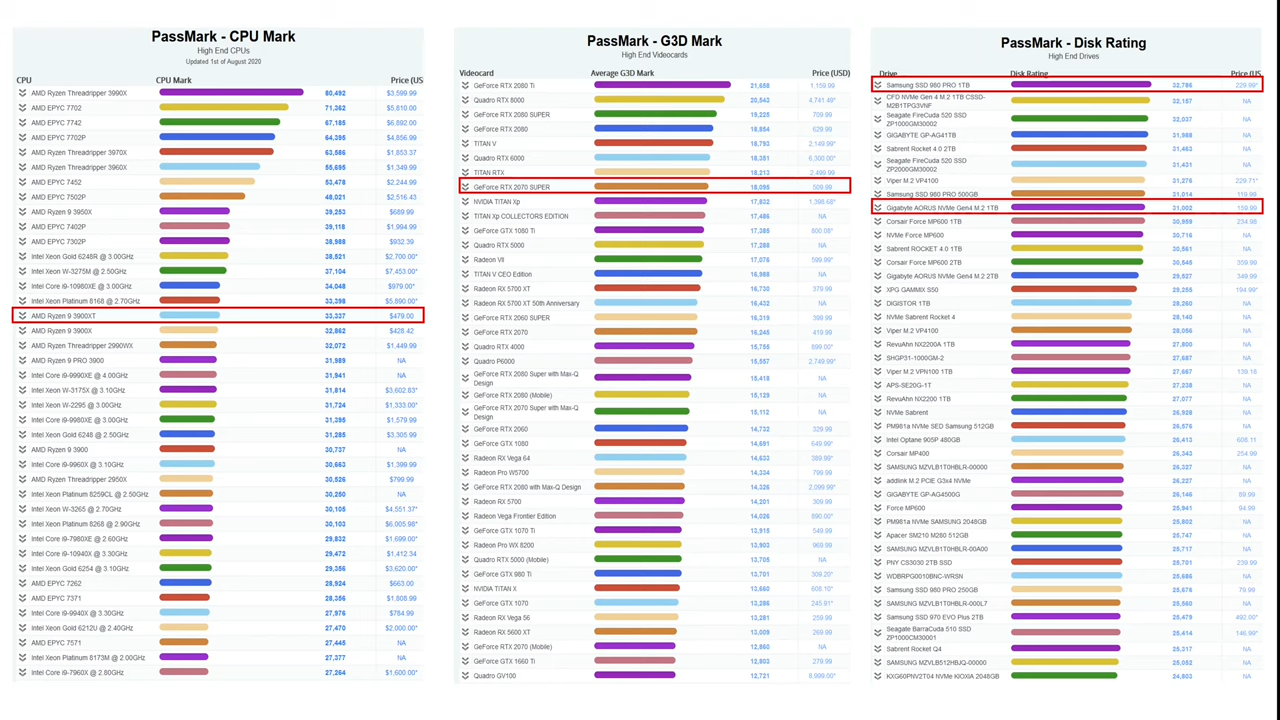 PassMark - CPU Mark
High End CPUs
Updated 1st of August 2020
CPU CPU Mark Price (US
AMD Ryzen Threadripper 3990X 80,492 $3,599.99
AMD EPYC 7702 71,362 $5,810.00
AMD EPYC 7742 67,185 $6,892.00
AMD EPYC 7702P 64,395 $4,856.99
AMD Ryzen Threadripper 3970X 63,586 $1,853.37
AMD Ryzen Threadripper 3960X 55,695 $1,349.99
AMD EPYC 7452 53,478 $2,244.99
AMD EPYC 7502P 48,021 $2,516.43
AMD Ryzen 9 3950X 39,253 $689.99
AMD EPYC 7402P 39,118 $1,994.99
AMD EPYC 7302P 38,988 $932.39
Intel Xeon Gold 6248R @ 3.00GHz 38,521 $2,700.00*
Intel Xeon W-3275M @ 2.50GHz 37,104 $7,453.00*
Intel Core i9-10980XE @ 3.00GHz 34,048 $979.00*
Intel Xeon Platinum 8168 @ 2.70GHz 33,398 $5,890.00*
AMD Ryzen 9 3900XT 33,337 $479.00
AMD Ryzen 9 3900X 32,862 $428.42
AMD Ryzen Threadripper 2990WX 32,072 $1,449.99
AMD Ryzen 9 PRO 3900 31,989 NA
Intel Core i9-9990XE @ 4.00GHz 31,941 NA
Intel Xeon W-3175X @ 3.10GHz 31,814 $3,602.83*
Intel Xeon W-2295 @ 3.00GHz 31,724 $1,333.00*
Intel Core i9-9980XE @ 3.00GHz 31,395 $1,579.99
Intel Xeon Gold 6248 @ 2.50GHz 31,285 $3,305.99
AMD Ryzen 9 3900 30,737 NA
Intel Core i9-9960X @ 3.10GHz 30,663 $1,399.99
AMD Ryzen Threadripper 2950X 30,526 $799.99
Intel Xeon Platinum 8259CL @ 2.50GHz 30,250 NA
Intel Xeon W-3265 @ 2.70GHz 30,105 $4,551.37*
Intel Xeon Platinum 8268 @ 2.90GHz 30,103 $6,005.98*
Intel Core i9-7980XE @ 2.60GHz 29,832 $1,699.00*
Intel Core i9-10940X @ 3.30GHz 29,472 $1,412.34
Intel Xeon Gold 6254 @ 3.10GHz 29,356 $3,620.00*
AMD EPYC 7262 28,924 $663.00
AMD EPYC 7371 28,356 $1,808.99
Intel Core i9-9940X @ 3.30GHz 27,976 $784.99
Intel Xeon Gold 6212U @ 2.40GHz 27,470 $2,000.00*
AMD EPYC 7571 27,445 NA
Intel Xeon Platinum 8173M @ 2.00GHz 27,377 NA
Intel Core i9-7960X @ 2.80GHz 27,264 $1,600.00*
PassMark - G3D Mark
High End Videocards
Videocard Average G3D Mark Price (USD)
GeForce RTX 2080 Ti 21,658 1,159.99
Quadro RTX 8000 20,543 4,741.49*
GeForce RTX 2080 SUPER 19,225 709.99
GeForce RTX 2080 18,854 629.99
TITAN V 18,793 2,149.99*
Quadro RTX 6000 18,351 6,300.00*
TITAN RTX 18,213 2,499.99
GeForce RTX 2070 SUPER 18,095 509.99
NVIDIA TITAN Xp 17,832 1,398.68*
TITAN Xp COLLECTORS EDITION 17,486 NA
GeForce GTX 1080 Ti 17,385 800.08*
Quadro RTX 5000 17,288 NA
Radeon VII 17,076 599.99*
TITAN V CEO Edition 16,988 NA
Radeon RX 5700 XT 16,730 379.99
Radeon RX 5700 XT 50th Anniversary 16,432 NA
GeForce RTX 2060 SUPER 16,319 399.99
GeForce RTX 2070 16,245 419.99
Quadro RTX 4000 15,755 899.00*
Quadro P6000 15,557 2,749.99*
GeForce RTX 2080 Super with Max-Q
Design 15,418 NA
GeForce RTX 2080 (Mobile) 15,129 NA
GeForce RTX 2070 Super with Max-Q
Design 15,112 NA
GeForce RTX 2060 14,732 329.99
GeForce GTX 1080 14,681 649.99*
Radeon RX Vega 64 14,633 389.99*
Radeon Pro W5700 14,334 799.99
GeForce RTX 2080 with Max-Q Design 14,326 2,099.99*
Radeon RX 5700 14,201 309.99
Radeon Vega Frontier Edition 14,026 890.00*
GeForce GTX 1070 Ti 13,915 549.99
Radeon Pro WX 8200 13,903 969.99
Quadro RTX 5000 (Mobile) 13,705 NA
GeForce GTX 980 Ti 13,701 309.20*
NVIDIA TITAN X 13,660 608.10*
GeForce GTX 1070 13,286 245.91*
Radeon RX Vega 56 13,281 259.99
Radeon RX 5600 XT 13,009 269.99
GeForce RTX 2070 (Mobile) 12,860 NA
GeForce GTX 1660 Ti 12,803 279.99
Quadro GV100 12,721 8,999.00*
PassMark - Disk Rating
High End Drives
Drive Disk Rating Price (US
Samsung SSD 980 PRO 1TB 32,786 229.99*
CFD NVMe Gen 4 M.2 1TB CSSD-
M2B1TPG3VNF 32,187 NA
Seagate FireCuda 520 SSD
ZP1000GM30002 32,037 NA
GIGABYTE GP-AG41TB 31,988 NA
Sabrent Rocket 4.0 2TB 31,463 NA
Seagate FireCuda 520 SSD
ZP2000GM30002 31,431 NA
Viper M.2 VP4100 31,276 229.71*
Samsung SSD 980 PRO 500GB 31,014 119.99
Gigabyte AORUS NVMe Gen4 M.2 1TB 31,002 159.99
Corsair Force MP600 1TB 30,959 234.98
NVMe Force MP600 30,716 NA
Sabrent ROCKET 4.0 1TB 30,561 NA
Corsair Force MP600 2TB 30,545 359.99
Gigabyte AORUS NVMe Gen4 M.2 2TB 29,527 349.99
XPG GAMMIX S50 29,255 194.99*
DIGISTOR 1TB 28,260 NA
NVMe Sabrent Rocket 4 28,140 NA
Viper M.2 VP4100 28,056 NA
RevuAhn NX2200A 1TB 27,800 NA
SHGP31-1000GM-2 27,687 NA
Viper M.2 VPN100 1TB 27,667 139.18
APS-SE20G-1T 27,238 NA
RevuAhn NX2200 1TB 27,077 NA
NVMe Sabrent 26,928 NA
PM981a NVMe SED Samsung 512GB 26,576 NA
Intel Optane 905P 480GB 26,413 608.11
Corsair MP400 26,343 254.99
SAMSUNG MZVLB1T0HBLR-00000 26,327 NA
addlink M.2 PCIE G3x4 NVMe 26,227 NA
GIGABYTE GP-AG4500G 26,146 89.99
Force MP600 25,941 94.99
PM981a NVMe SAMSUNG 2048GB 25,802 NA
Apacer SM210 M280 512GB 25,747 NA
SAMSUNG MZVLB1T0HBLR-00A00 25,717 NA
PNY CS3030 2TB SSD 25,701 239.99
WDBRPG0010BNC-WRSN 25,686 NA
Samsung SSD 980 PRO 250GB 25,676 79.99
SAMSUNG MZVLB1T0HBLR-000L7 25,560 NA
Samsung SSD 970 EVO Plus 2TB 25,479 492.00*
Seagate BarraCuda 510 SSD
ZP1000CM30001 25,414 146.99*
Sabrent Rocket Q4 25,317 NA
SAMSUNG MZVLB512HBJQ-00000 25,052 NA
KXG60PNV2T04 NVMe KIOXIA 2048GB 24,803 NA